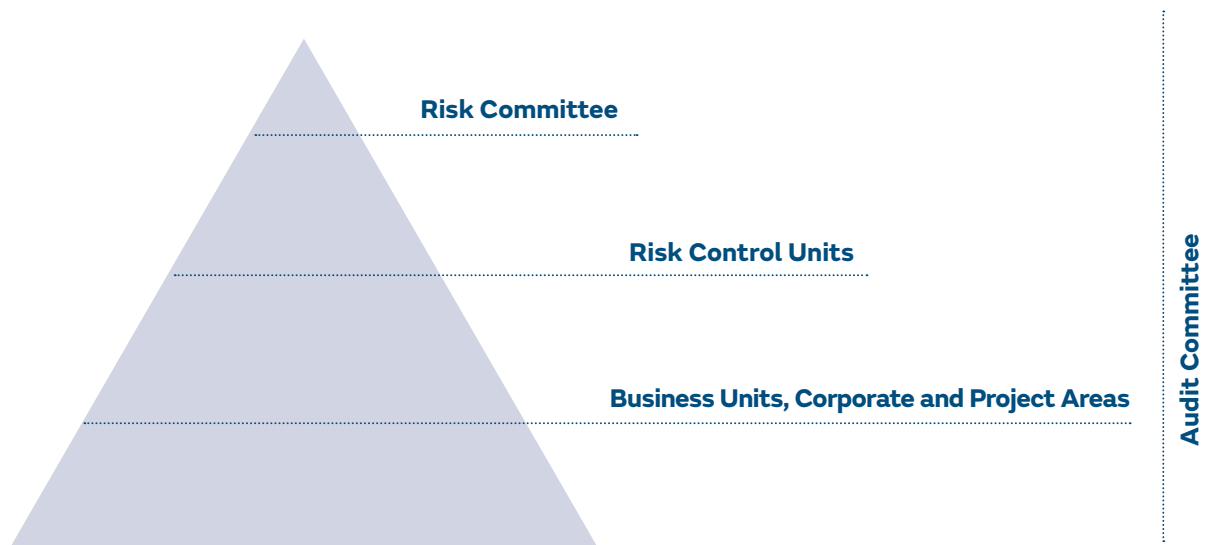 Risk Committee
Risk Control Units
Business Units, Corporate and Project Areas
Audit Committee